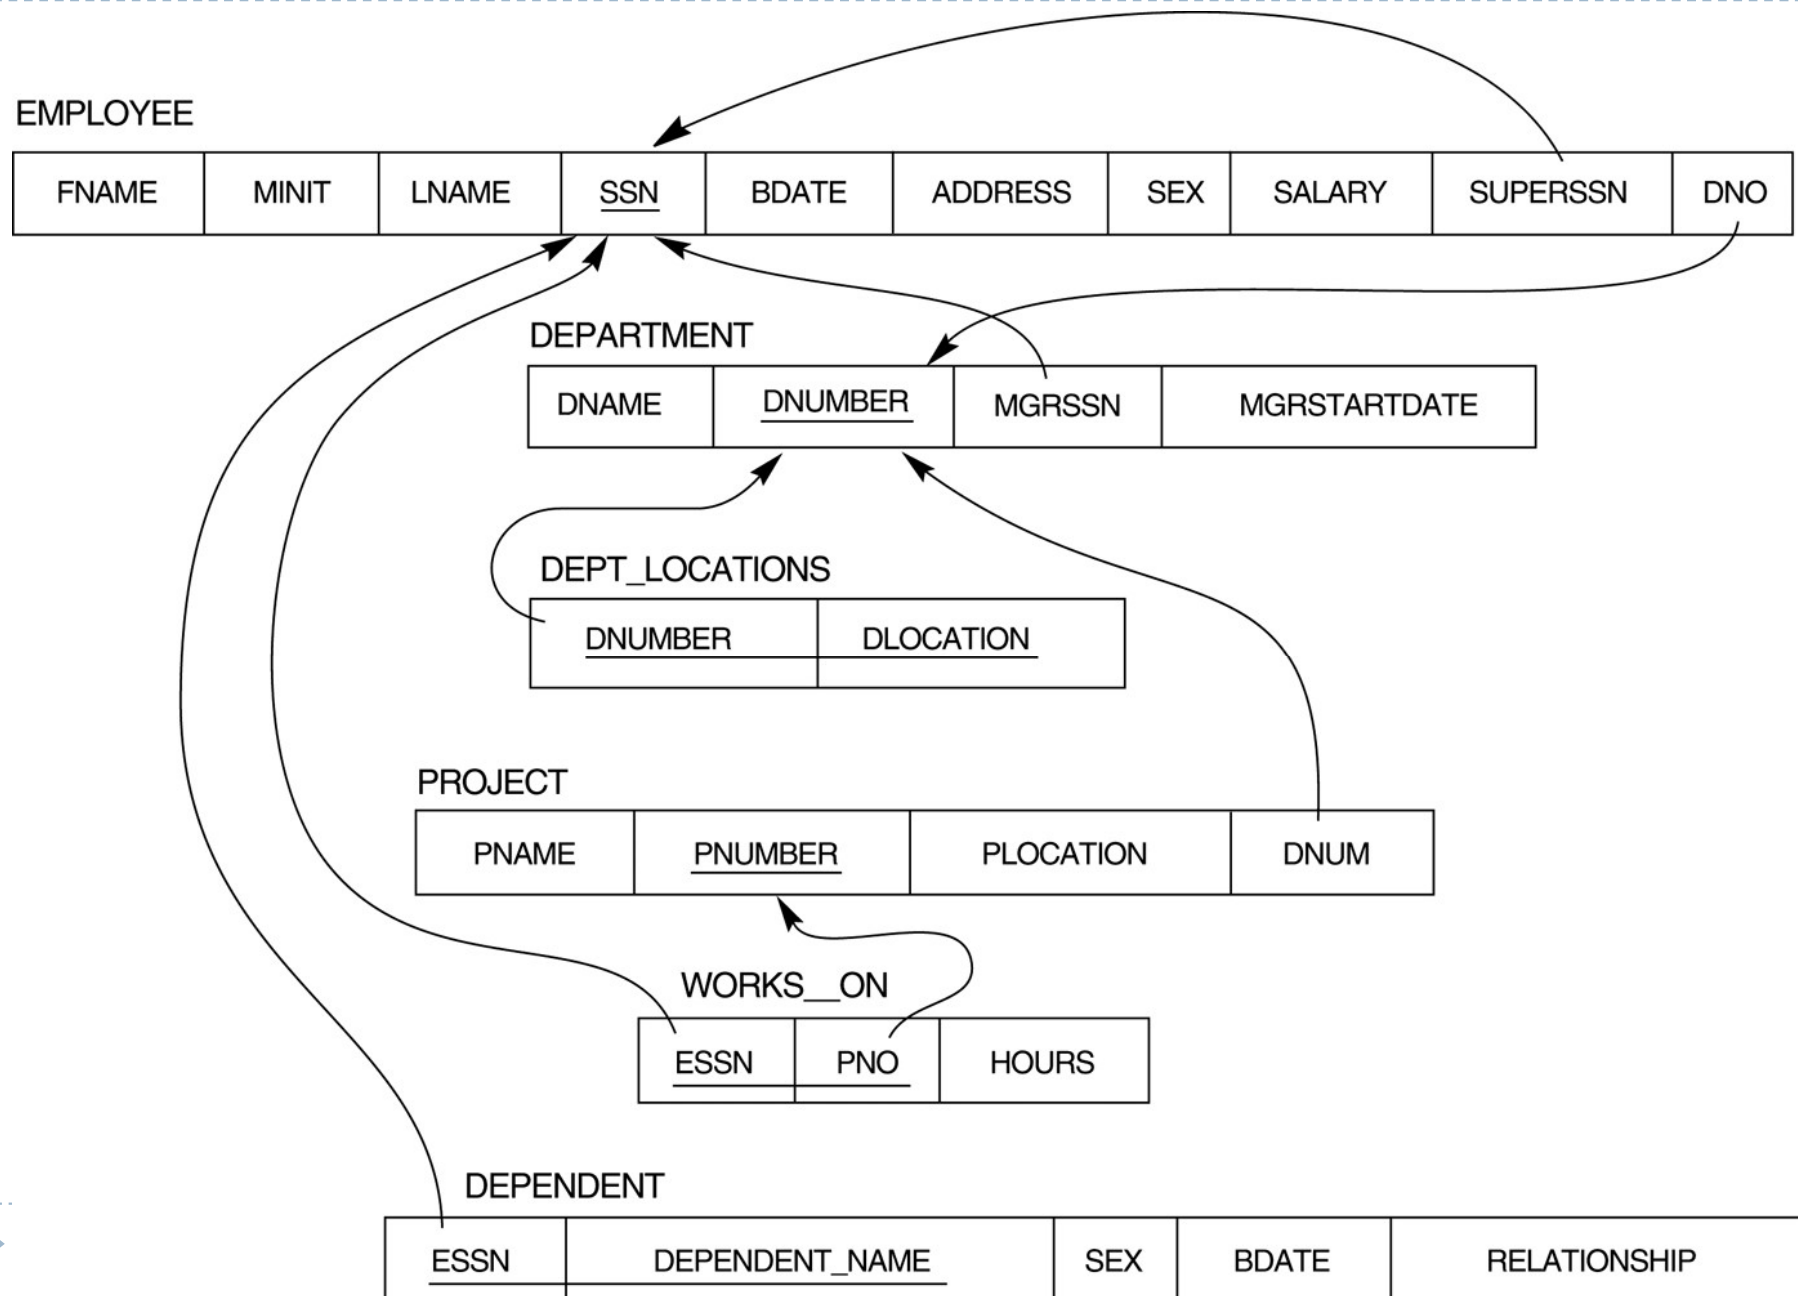 EMPLOYEE
FNAME MINIT LNAME SSN BDATE ADDRESS SEX SALARY SUPERSSN DNO
DEPARTMENT
DNAME DNUMBER MGRSSN MGRSTARTDATE
DEPT_LOCATIONS
DNUMBER DLOCATION
PROJECT
PNAME PNUMBER PLOCATION DNUM
WORKS__ON
ESSN PNO HOURS
DEPENDENT
ESSN DEPENDENT_NAME SEX BDATE RELATIONSHIP